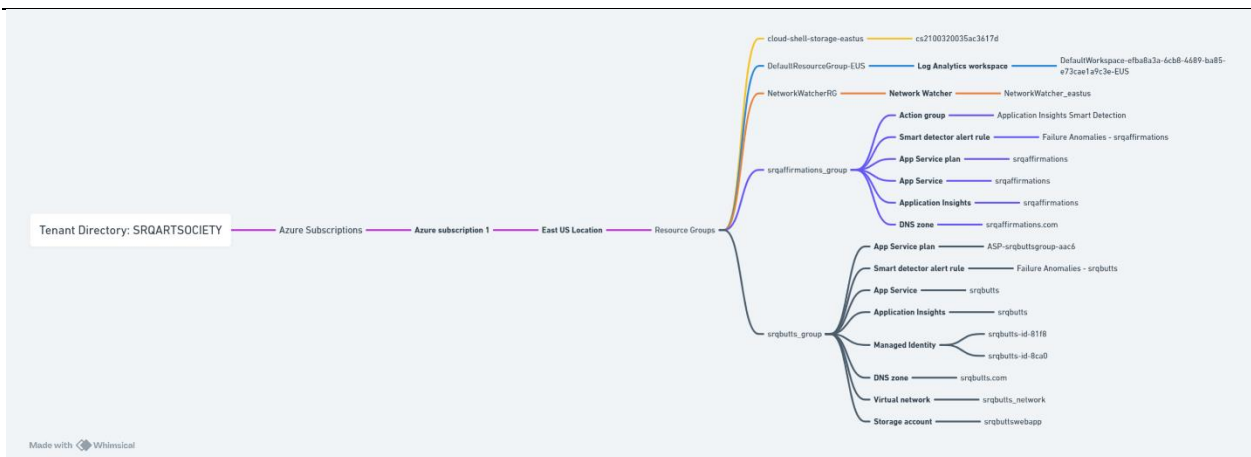 Tenant Directory: SRQARTSOCIETY
Azure Subscriptions
Azure subscription 1
East US Location
Resource Groups
cloud-shell-storage-eastus
cs2100320035ac3617d
DefaultResourceGroup-EUS
Log Analytics workspace
DefaultWorkspace-efba8a3a-6cb8-4689-ba85-
e73cae1a9c3e-EUS
NetworkWatcherRG
Network Watcher
NetworkWatcher_eastus
srqaffirmations_group
Action group
Application Insights Smart Detection
Smart detector alert rule
Failure Anomalies - srqaffirmations
App Service plan
srqaffirmations
App Service
srqaffirmations
Application Insights
srqaffirmations
DNS zone
srqaffirmations.com
srqbutts_group
App Service plan
ASP-srqbuttsgroup-aac6
Smart detector alert rule
Failure Anomalies - srqbutts
App Service
srqbutts
Application Insights
srqbutts
Managed Identity
srqbutts-id-81f8
srqbutts-id-8ca0
DNS zone
srqbutts.com
Virtual network
srqbutts_network
Storage account
srqbuttswebapp
Made with Whimsical